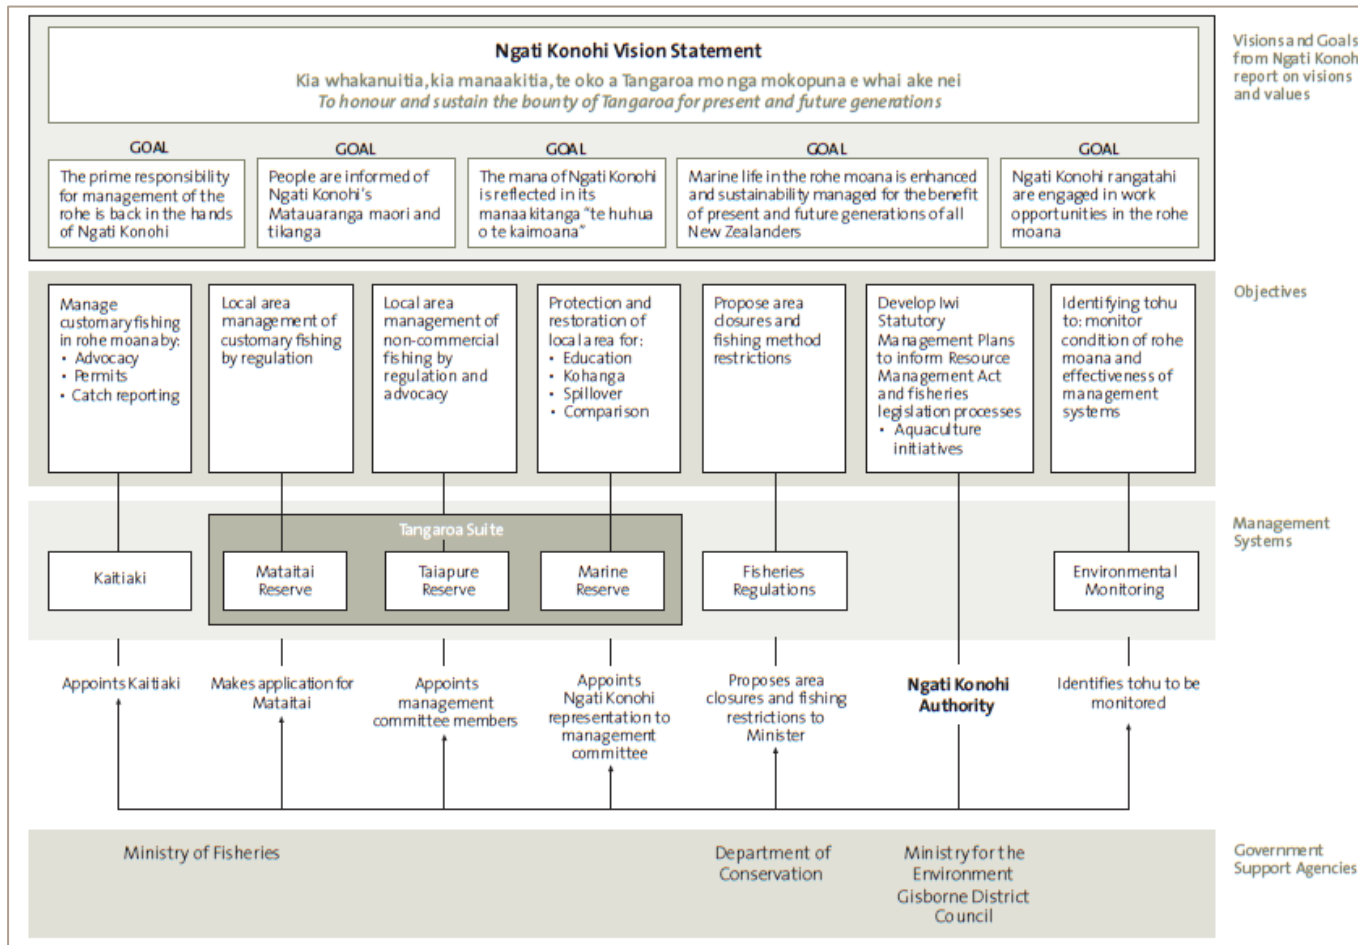 Ngati Konohi Vision Statement
Kia whakanuitia, kia manaakitia, te oko a Tangaroa mo nga mokopuna e whai ake nei
To honour and sustain the bounty of Tangaroa for present and future generations
Visions and Goals
from Ngati Konohi
report on visions
and values
GOAL
The prime responsibility
for management of the
rohe is back in the hands
of Ngati Konohi
GOAL
People are informed of
Ngati Konohi's
Matauaranga maori and
tikanga
GOAL
The mana of Ngati Konohi
is reflected in its
manaakitanga "te huhua
o te kaimoana"
GOAL
Marine life in the rohe moana is enhanced
and sustainability managed for the benefit
of present and future generations of all
New Zealanders
GOAL
Ngati Konohi rangatahi
are engaged in work
opportunities in the rohe
moana
Objectives
Manage
customary fishing
in rohe moana by:
• Advocacy
• Permits
• Catch reporting
Local area
management of
customary fishing
by regulation
Local area
management of
non-commercial
fishing by
regulation and
advocacy
Protection and
restoration of
local area for:
• Education
• Kohanga
• Spillover
• Comparison
Propose area
closures and
fishing method
restrictions
Develop Iwi
Statutory
Management Plans
to inform Resource
Management Act
and fisheries
legislation processes
• Aquaculture
initiatives
Identifying tohu
to: monitor
condition of rohe
moana and
effectiveness of
management
systems
Management
Systems
Tangaroa Suite
Kaitiaki
Mataitai
Reserve
Taiapure
Reserve
Marine
Reserve
Fisheries
Regulations
Environmental
Monitoring
Appoints Kaitiaki
Makes application for
Mataitai
Appoints
management
committee members
Appoints
Ngati Konohi
representation to
management
committee
Proposes area
closures and fishing
restrictions to
Minister
Ngati Konohi
Authority
Identifies tohu to be
monitored
Ministry of Fisheries
Department of
Conservation
Ministry for the
Environment
Gisborne District
Council
Government
Support Agencies